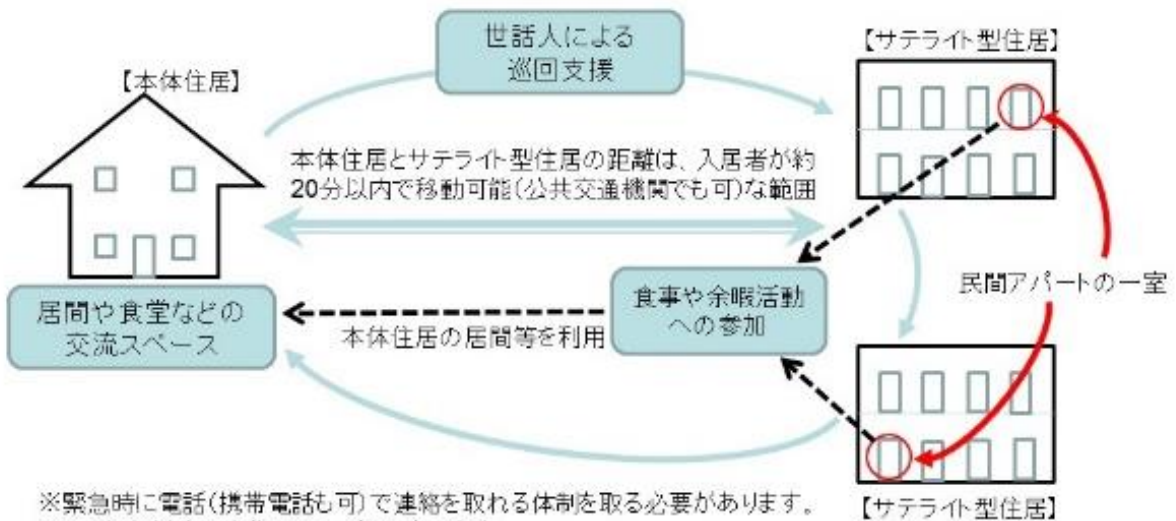 世話人による
巡回支援
【サテライト型住居】
【本体住居】
本体住居とサテライト型住居の距離は、入居者が約
20分以内で移動可能(公共交通機関でも可)な範囲
民間アパートの一室
居間や食堂などの
交流スペース
食事や余暇活動
への参加
本体住居の居間等を利用
※緊急時に電話(携帯電話も可)で連絡を取れる体制を取る必要があります。
【サテライト型住居】